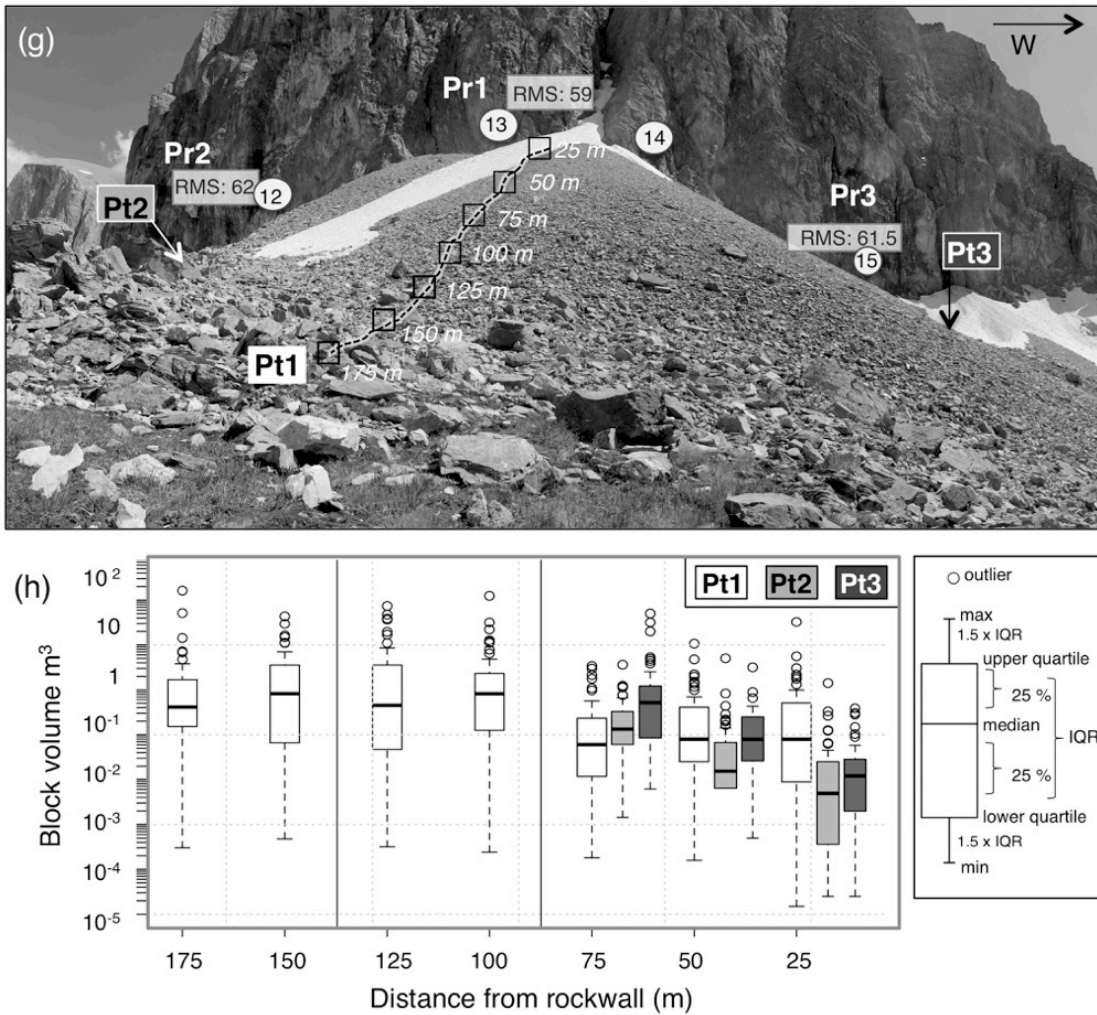 (g)
W
Pr1
RMS: 59
13
14
25 m
Pr2
RMS: 62
12
50 m
Pt2
75 m
Pr3
RMS: 61.5
15
100 m
Pt3
125 m
150 m
Pt1
175 m
(h)
Block volume m³
10²
10
1
10⁻¹
10⁻²
10⁻³
10⁻⁴
10⁻⁵
Pt1 Pt2 Pt3
175 150 125 100 75 50 25
Distance from rockwall (m)
outlier
max
1.5 x IQR
upper quartile
25 %
median
IQR
25 %
lower quartile
1.5 x IQR
min